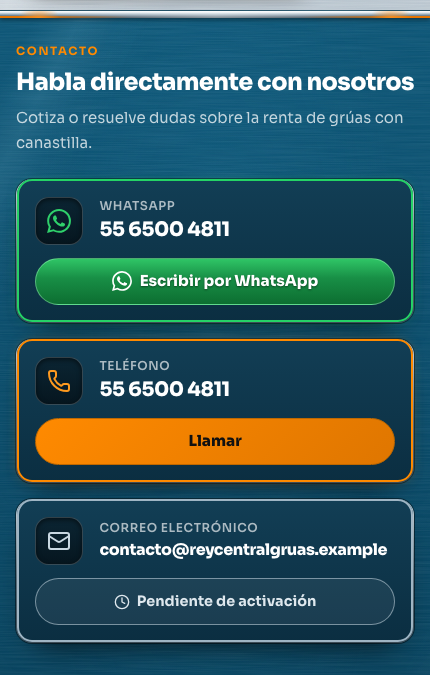 CONTACTO
Habla directamente con nosotros
Cotiza o resuelve dudas sobre la renta de grúas con
canastilla.
WHATSAPP
55 6500 4811
Escribir por WhatsApp
TELÉFONO
55 6500 4811
Llamar
CORREO ELECTRÓNICO
contacto@reycentralgruas.example
Pendiente de activación